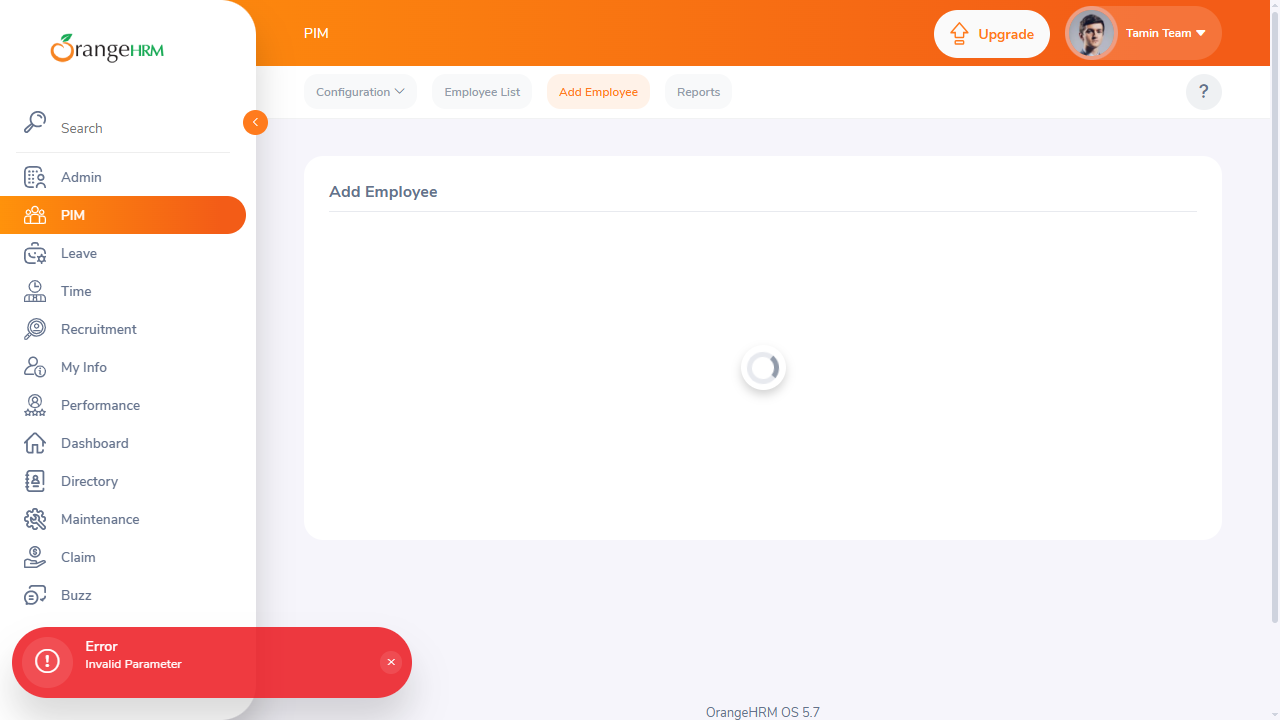 OrangeHRM
PIM
Upgrade
Tamin Team
Configuration
Employee List
Add Employee
Reports
?
Search
Admin
PIM
Leave
Time
Recruitment
My Info
Performance
Dashboard
Directory
Maintenance
Claim
Buzz
Add Employee
Error
Invalid Parameter
OrangeHRM OS 5.7